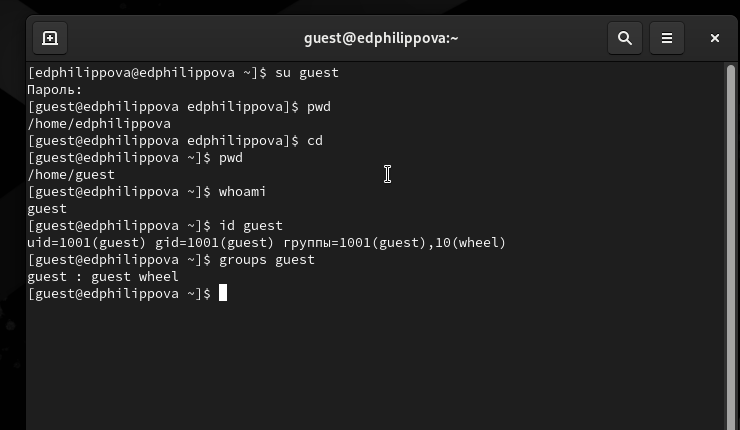 guest@edphilippova:~
[edphilippova@edphilippova ~]$ su guest
Пароль:
[guest@edphilippova edphilippova]$ pwd
/home/edphilippova
[guest@edphilippova edphilippova]$ cd
[guest@edphilippova ~]$ pwd
/home/guest
[guest@edphilippova ~]$ whoami
guest
[guest@edphilippova ~]$ id guest
uid=1001(guest) gid=1001(guest) группы=1001(guest),10(wheel)
[guest@edphilippova ~]$ groups guest
guest : guest wheel
[guest@edphilippova ~]$